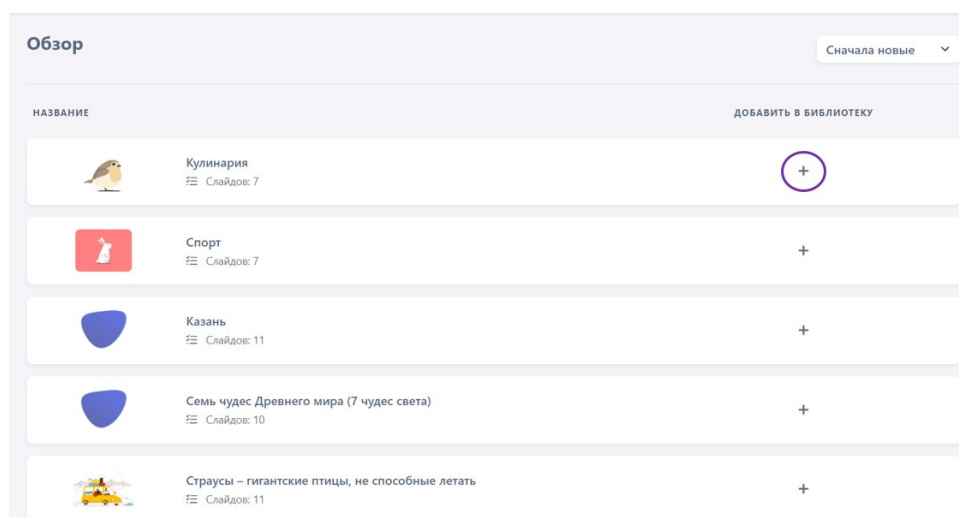 Обзор
Сначала новые
НАЗВАНИЕ
ДОБАВИТЬ В БИБЛИОТЕКУ
Кулинария
Слайдов: 7
Спорт
Слайдов: 7
Казань
Слайдов: 11
Семь чудес Древнего мира (7 чудес света)
Слайдов: 10
Страусы – гигантские птицы, не способные летать
Слайдов: 11